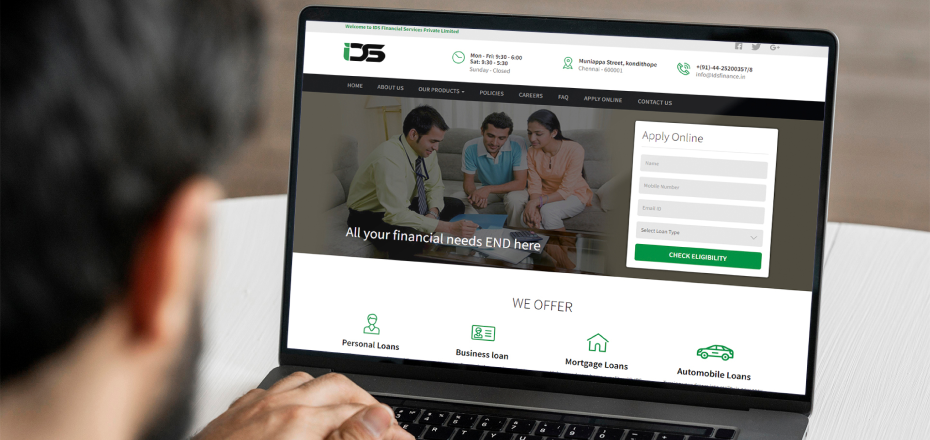 Welcome to IDS Financial Services Private Limited
iDS
Mon - Fri: 9:30 - 6:00
Sat: 9:30 - 5:30
Sunday - Closed
Muniappa Street, kondithope
Chennai - 600001
+(91)-44-25200357/8
info@idsfinance.in
HOME ABOUT US OUR PRODUCTS POLICIES CAREERS FAQ APPLY ONLINE CONTACT US
All your financial needs END here
Apply Online
Name
Mobile Number
Email ID
Select Loan Type
CHECK ELIGIBILITY
WE OFFER
Personal Loans
Business loan
Mortgage Loans
Automobile Loans